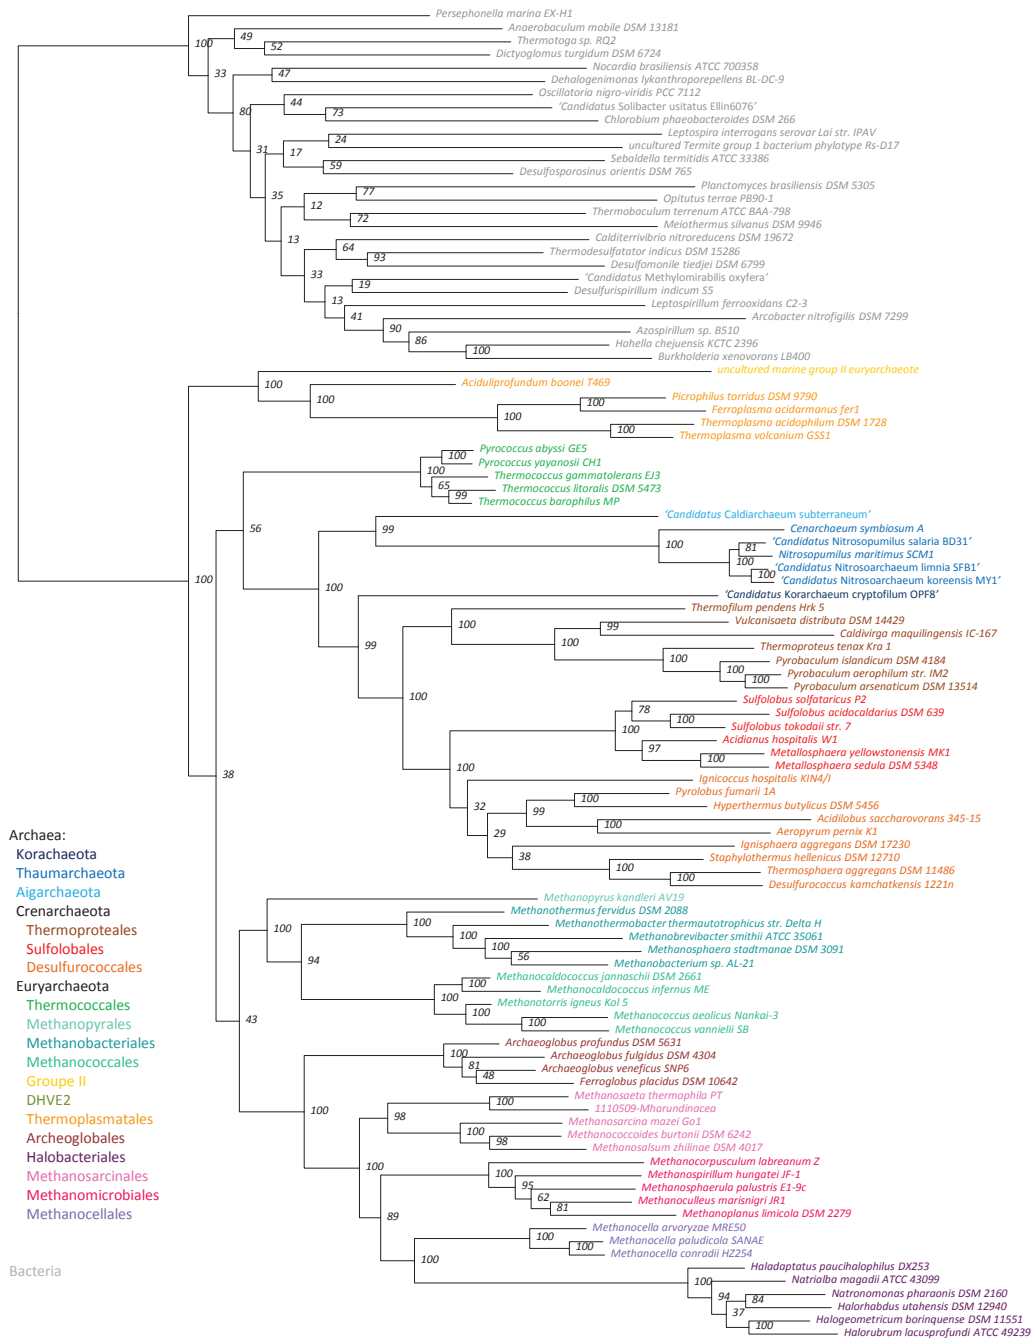 Persephonella marina EX-H1
Anaerobaculum mobile DSM 13181
100
49
Thermotoga sp. RQ2
52
Dictyoglomus turgidum DSM 6724
Nocardia brasiliensis ATCC 700358
33
47
Dehalogenimonas lykanthroporepellens BL-DC-9
Oscillatoria nigro-viridis PCC 7112
44
'Candidatus Solibacter usitatus Ellin6076'
80
73
Chlorobium phaeobacteroides DSM 266
Leptospira interrogans serovar Lai str. IPAV
24
uncultured Termite group 1 bacterium phylotype Rs-D17
31
17
Sebaldella termitidis ATCC 33386
59
Desulfosporosinus orientis DSM 765
Planctomyces brasiliensis DSM 5305
77
35
Opitutus terrae PB90-1
12
Thermobaculum terrenum ATCC BAA-798
72
Meiothermus silvanus DSM 9946
13
Calditerrivibrio nitroreducens DSM 19672
64
Thermodesulfatator indicus DSM 15286
93
Desulfomonile tiedjei DSM 6799
33
'Candidatus Methylomirabilis oxyfera'
19
Desulfurispirillum indicum S5
13
Leptospirillum ferrooxidans C2-3
41
Arcobacter nitrofigilis DSM 7299
90
Azospirillum sp. B510
86
Hahella chejuensis KCTC 2396
100
Burkholderia xenovorans LB400
uncultured marine group II euryarchaeote
100
Aciduliprofundum boonei T469
100
Picrophilus torridus DSM 9790
100
Ferroplasma acidarmanus fer1
100
Thermoplasma acidophilum DSM 1728
100
Thermoplasma volcanium GSS1
Pyrococcus abyssi GE5
100
Pyrococcus yayanosii CH1
100
Thermococcus gammatolerans EJ3
65
Thermococcus litoralis DSM 5473
99
Thermococcus barophilus MP
'Candidatus Caldiarchaeum subterraneum'
56
99
Cenarchaeum symbiosum A
100
'Candidatus Nitrosopumilus salaria BD31'
81
Nitrosopumilus maritimus SCM1
100
'Candidatus Nitrosoarchaeum limnia SFB1'
100
100
'Candidatus Nitrosoarchaeum koreensis MY1'
100
'Candidatus Korarchaeum cryptofilum OPF8'
Thermofilum pendens Hrk 5
100
Vulcanisaeta distributa DSM 14429
99
Caldivirga maquilingensis IC-167
99
100
Thermoproteus tenax Kra 1
100
Pyrobaculum islandicum DSM 4184
100
Pyrobaculum aerophilum str. IM2
100
Pyrobaculum arsenaticum DSM 13514
100
Sulfolobus solfataricus P2
78
Sulfolobus acidocaldarius DSM 639
100
Sulfolobus tokodaii str. 7
100
Acidianus hospitalis W1
97
Metallosphaera yellowstonensis MK1
100
Metallosphaera sedula DSM 5348
100
38
Ignicoccus hospitalis KIN4/I
Pyrolobus fumarii 1A
100
32
99
Hyperthermus butylicus DSM 5456
Acidilobus saccharovorans 345-15
100
29
Aeropyrum pernix K1
Ignisphaera aggregans DSM 17230
38
Staphylothermus hellenicus DSM 12710
100
Thermosphaera aggregans DSM 11486
100
Desulfurococcus kamchatkensis 1221n
Methanopyrus kandleri AV19
Methanothermus fervidus DSM 2088
100
Methanothermobacter thermautotrophicus str. Delta H
100
Methanobrevibacter smithii ATCC 35061
100
Methanosphaera stadtmanae DSM 3091
94
56
Methanobacterium sp. AL-21
Methanocaldococcus jannaschii DSM 2661
100
Methanocaldococcus infernus ME
100
Methanotorris igneus Kol 5
43
100
Methanococcus aeolicus Nankai-3
100
Methanococcus vannielii SB
Archaeoglobus profundus DSM 5631
100
Archaeoglobus fulgidus DSM 4304
81
Archaeoglobus veneficus SNP6
48
Ferroglobus placidus DSM 10642
Methanosaeta thermophila PT
100
100
1110509-Mharundinacea
98
Methanosarcina mazei Go1
100
Methanococcoides burtonii DSM 6242
98
Methanosalsum zhilinae DSM 4017
Methanocorpusculum labreanum Z
100
100
Methanospirillum hungatei JF-1
95
Methanosphaerula palustris E1-9c
62
Methanoculleus marisnigri JR1
81
Methanoplanus limicola DSM 2279
89
Methanocella arvoryzae MRE50
100
Methanocella paludicola SANAE
100
Methanocella conradii HZ254
100
Haladaptatus paucihalophilus DX253
100
Natrialba magadii ATCC 43099
94
Natronomonas pharaonis DSM 2160
84
Halorhabdus utahensis DSM 12940
37
Halogeometricum borinquense DSM 11551
100
Halorubrum lacusprofundi ATCC 49239
Archaea:
Korachaeota
Thaumarchaeota
Aigarchaeota
Crenarchaeota
Thermoproteales
Sulfolobales
Desulfurococcales
Euryarchaeota
Thermococcales
Methanopyrales
Methanobacteriales
Methanococcales
Groupe II
DHVE2
Thermoplasmatales
Archeoglobales
Halobacteriales
Methanosarcinales
Methanomicrobiales
Methanocellales
Bacteria